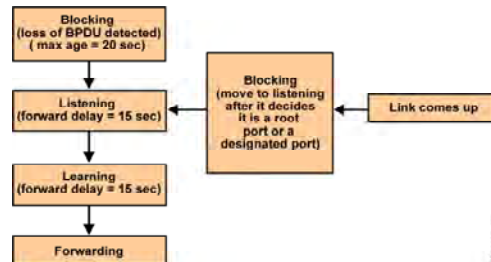 Blocking
(loss of BPDU detected)
( max age = 20 sec)
Listening
(forward delay = 15 sec)
Learning
(forward delay = 15 sec)
Forwarding
Blocking
(move to listening
after it decides
it is a root
port or a
designated port)
Link comes up